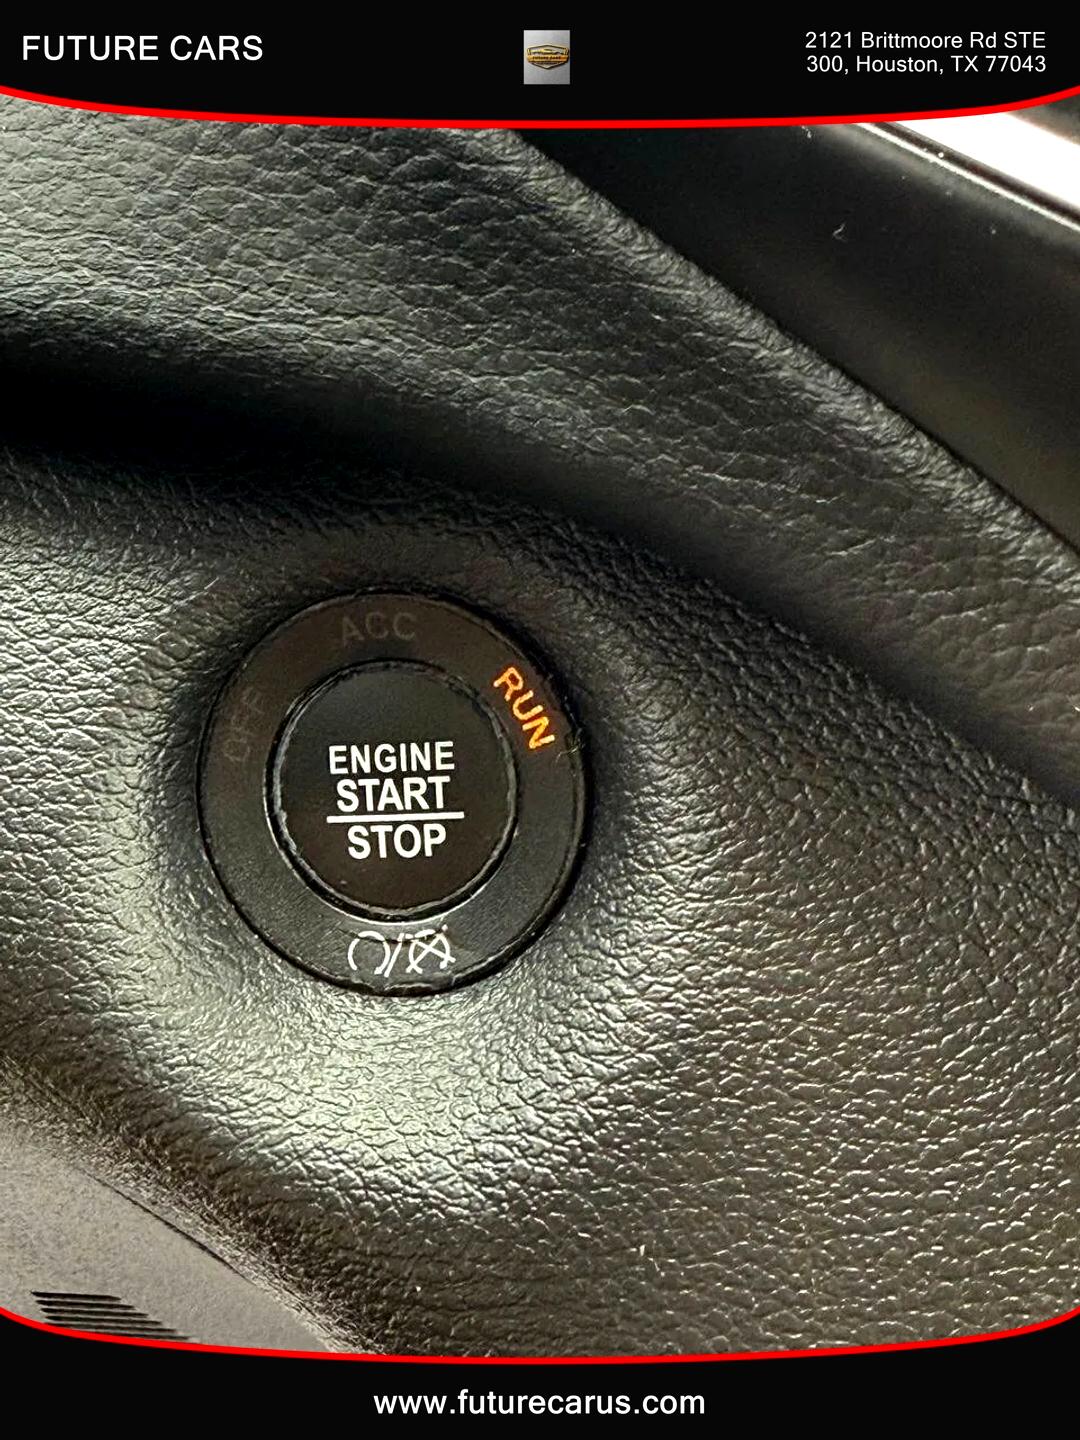 FUTURE CARS
2121 Brittmoore Rd STE
300, Houston, TX 77043
ACC
RUN
OFF
ENGINE
START
STOP
www.futurecarus.com